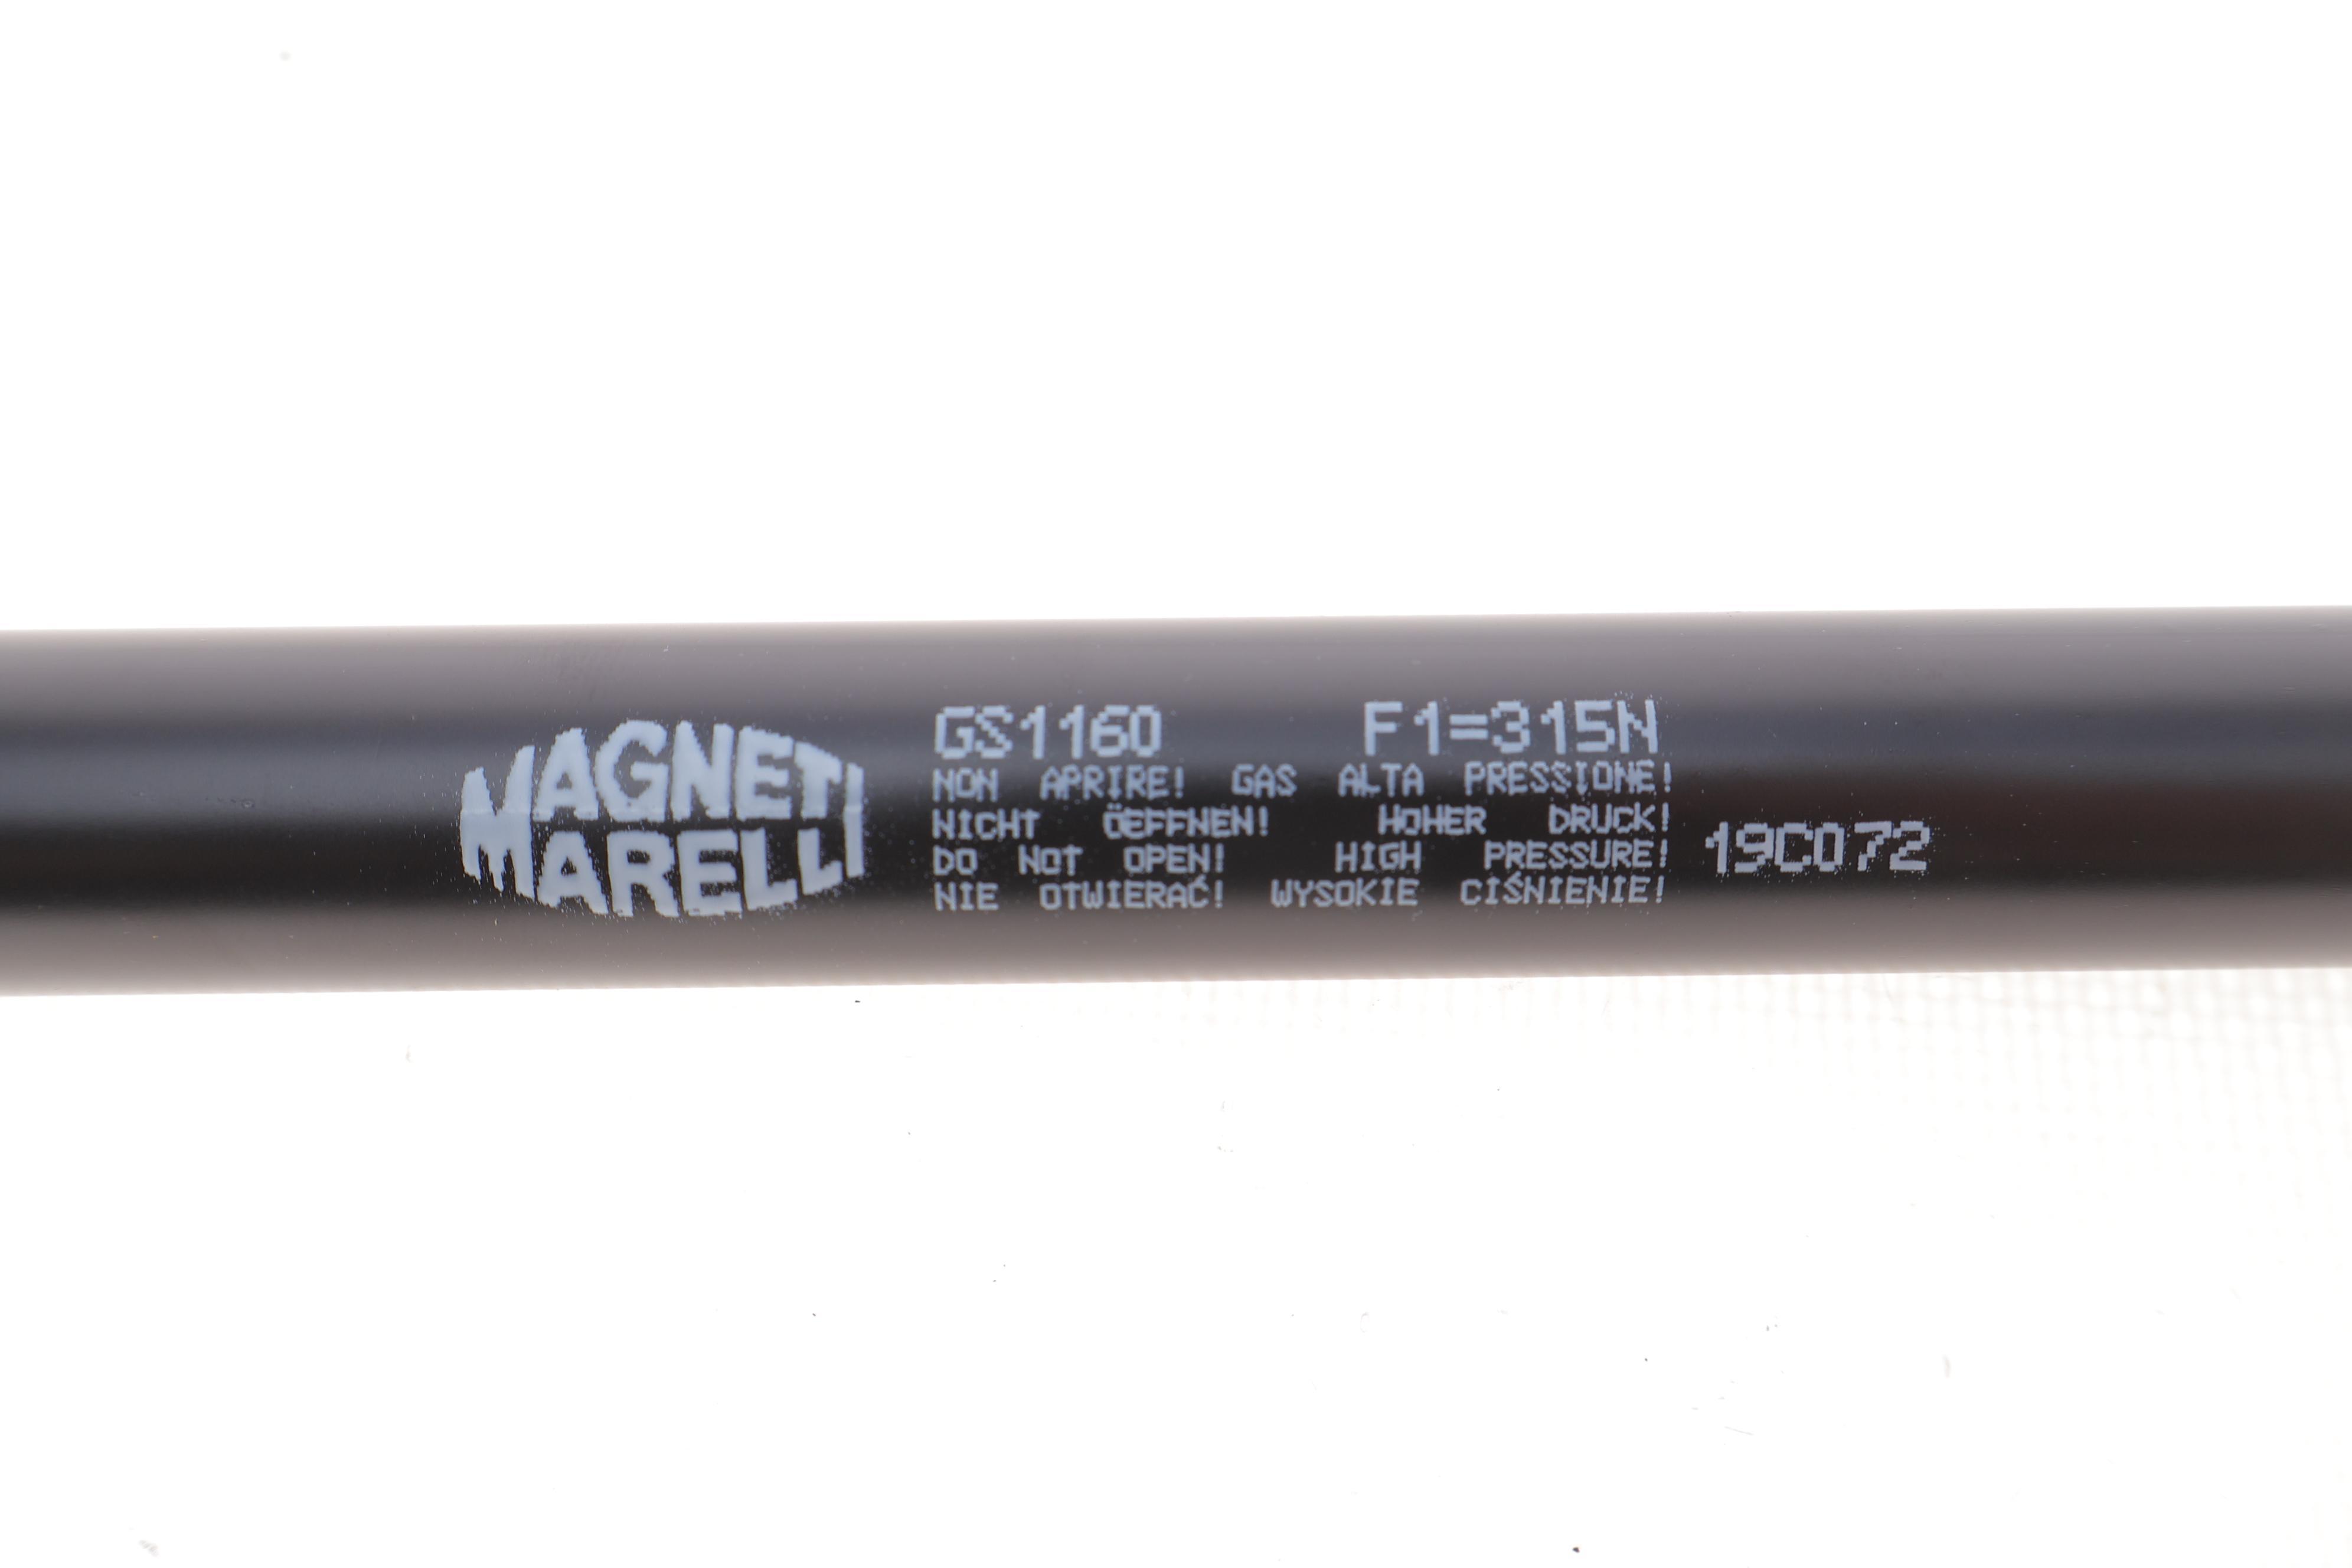 MAGNETI
MARELLI
GS1160 F1=315N
NON APRIRE! GAS ALTA PRESSIONE!
NICHT ÖEFFNEN! HOHER DRUCK!
DO NOT OPEN! HIGH PRESSURE!
NIE OTWIERAĆ! WYSOKIE CIŚNIENIE!
19C072